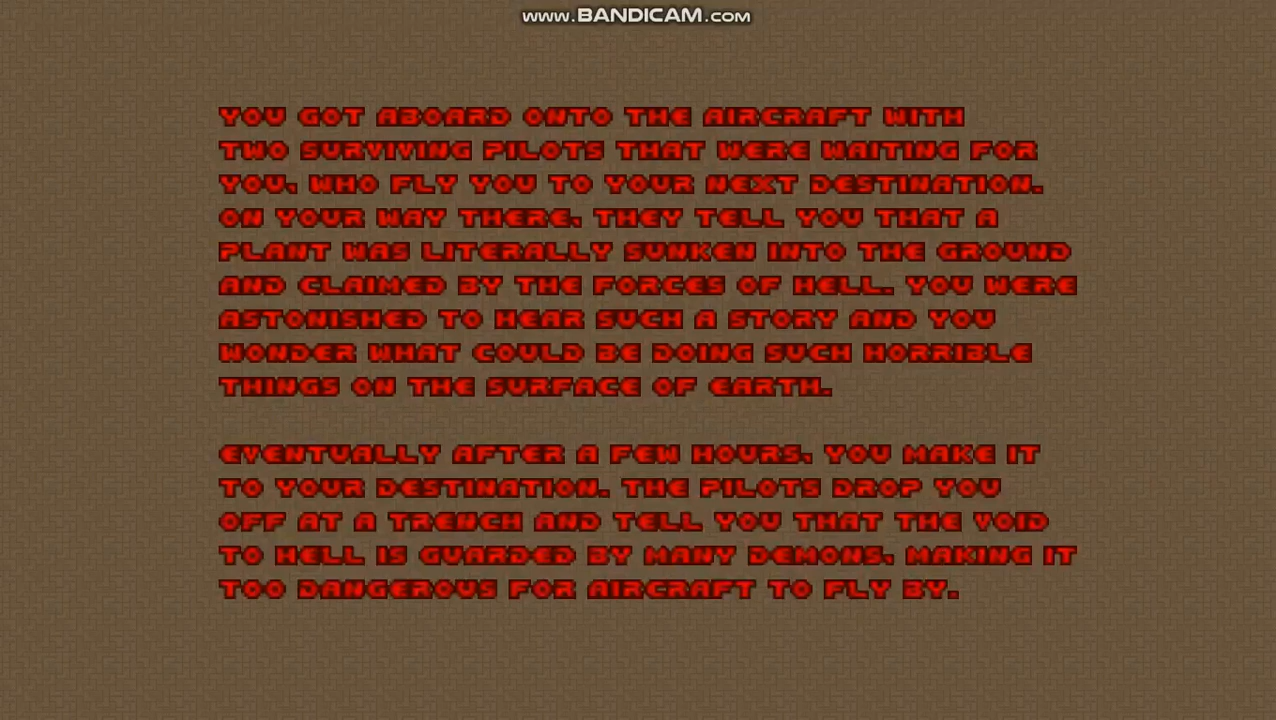 www.BANDICAM.com
YOU GOT ABOARD ONTO THE AIRCRAFT WITH
TWO SURVIVING PILOTS THAT WERE WAITING FOR
YOU, WHO FLY YOU TO YOUR NEXT DESTINATION.
ON YOUR WAY THERE, THEY TELL YOU THAT A
PLANT WAS LITERALLY SUNKEN INTO THE GROUND
AND CLAIMED BY THE FORCES OF HELL. YOU WERE
ASTONISHED TO HEAR SUCH A STORY AND YOU
WONDER WHAT COULD BE DOING SUCH HORRIBLE
THINGS ON THE SURFACE OF EARTH.
EVENTUALLY AFTER A FEW HOURS, YOU MAKE IT
TO YOUR DESTINATION. THE PILOTS DROP YOU
OFF AT A TRENCH AND TELL YOU THAT THE VOID
TO HELL IS GUARDED BY MANY DEMONS, MAKING IT
TOO DANGEROUS FOR AIRCRAFT TO FLY BY.